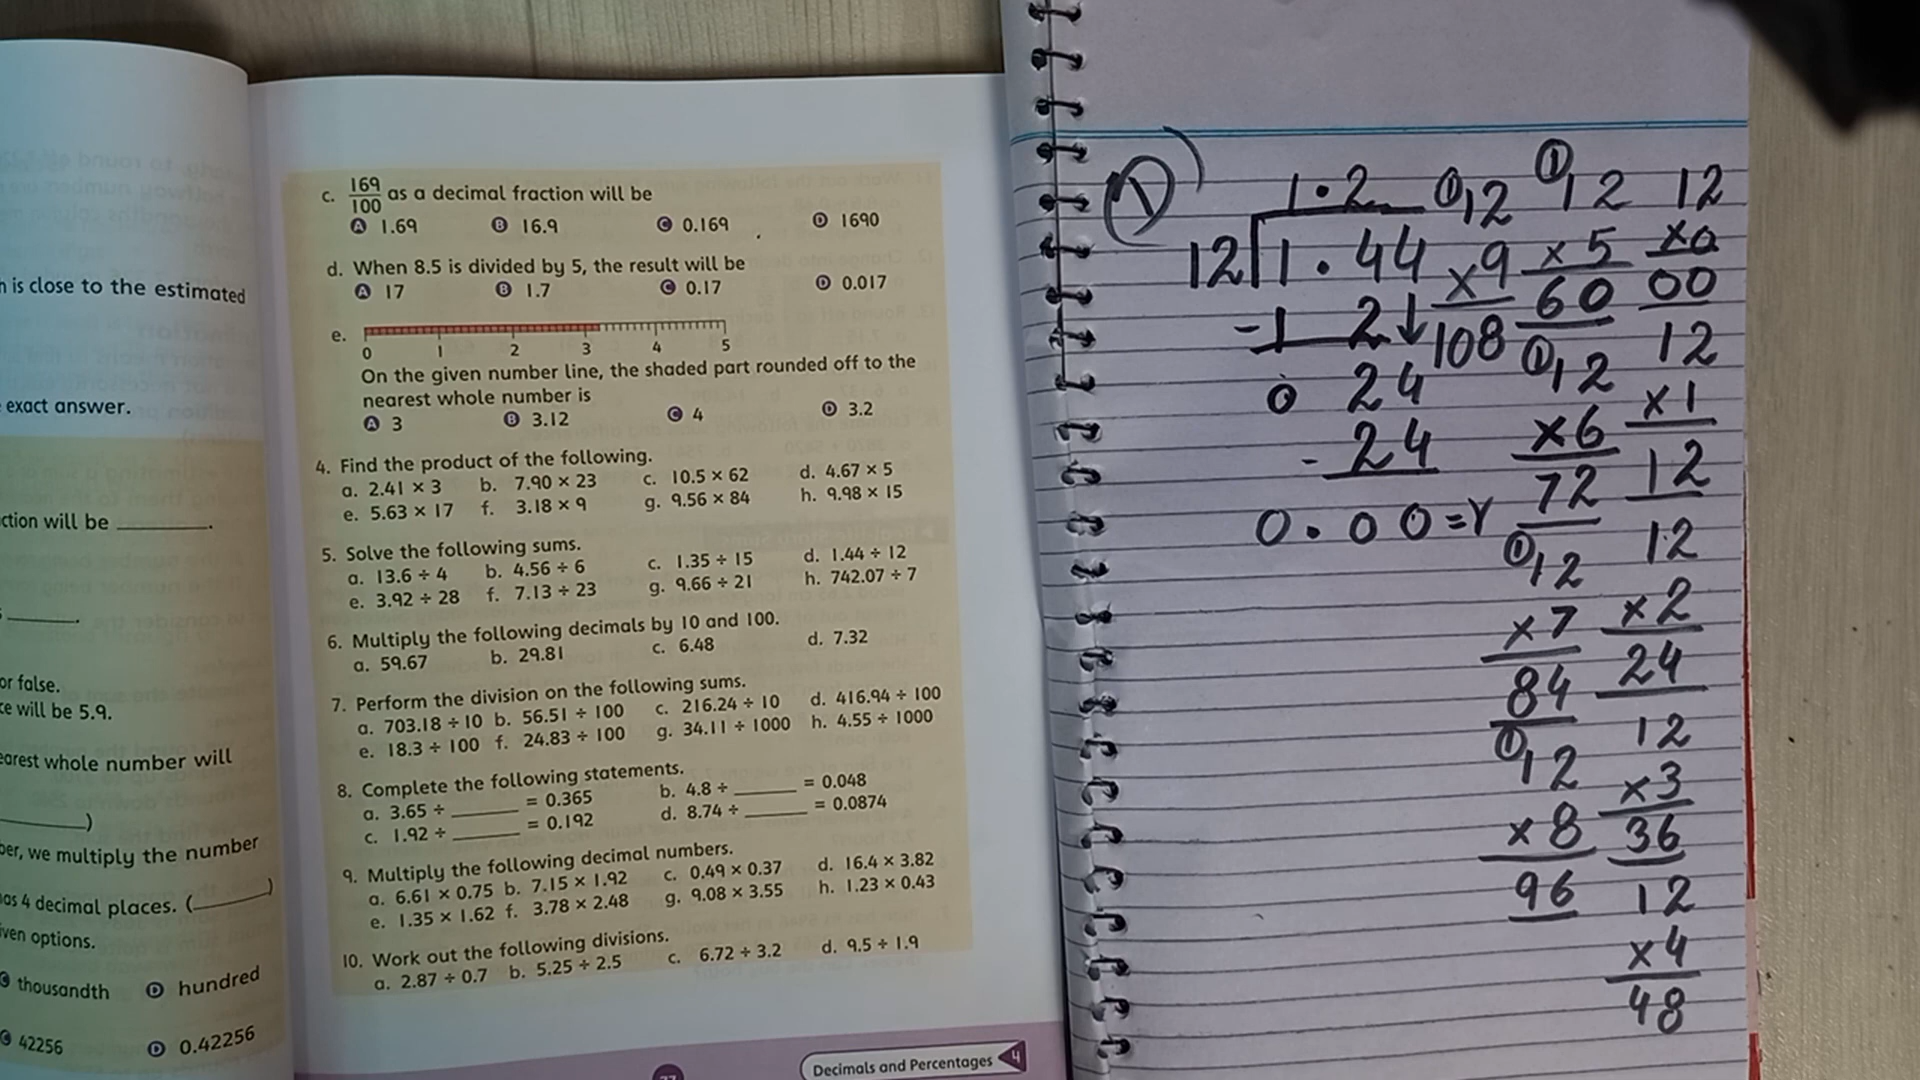 h is close to the estimated
exact answer.
ction will be ______.
______.
or false.
ce will be 5.9.
earest whole number will
______)
ber, we multiply the number
has 4 decimal places. (______)
iven options.
C thousandth D hundred
C 42256 D 0.42256
c. 169/100 as a decimal fraction will be
A 1.69 B 16.9 C 0.169 D 1690
d. When 8.5 is divided by 5, the result will be
A 17 B 1.7 C 0.17 D 0.017
e.
0 1 2 3 4 5
On the given number line, the shaded part rounded off to the
nearest whole number is
A 3 B 3.12 C 4 D 3.2
4. Find the product of the following.
a. 2.41 × 3 b. 7.90 × 23 c. 10.5 × 62 d. 4.67 × 5
e. 5.63 × 17 f. 3.18 × 9 g. 9.56 × 84 h. 9.98 × 15
5. Solve the following sums.
a. 13.6 ÷ 4 b. 4.56 ÷ 6 c. 1.35 ÷ 15 d. 1.44 ÷ 12
e. 3.92 ÷ 28 f. 7.13 ÷ 23 g. 9.66 ÷ 21 h. 742.07 ÷ 7
6. Multiply the following decimals by 10 and 100.
a. 59.67 b. 29.81 c. 6.48 d. 7.32
7. Perform the division on the following sums.
a. 703.18 ÷ 10 b. 56.51 ÷ 100 c. 216.24 ÷ 10 d. 416.94 ÷ 100
e. 18.3 ÷ 100 f. 24.83 ÷ 100 g. 34.11 ÷ 1000 h. 4.55 ÷ 1000
8. Complete the following statements.
a. 3.65 ÷ ______ = 0.365 b. 4.8 ÷ ______ = 0.048
c. 1.92 ÷ ______ = 0.192 d. 8.74 ÷ ______ = 0.0874
9. Multiply the following decimal numbers.
a. 6.61 × 0.75 b. 7.15 × 1.92 c. 0.49 × 0.37 d. 16.4 × 3.82
e. 1.35 × 1.62 f. 3.78 × 2.48 g. 9.08 × 3.55 h. 1.23 × 0.43
10. Work out the following divisions.
a. 2.87 ÷ 0.7 b. 5.25 ÷ 2.5 c. 6.72 ÷ 3.2 d. 9.5 ÷ 1.9
Decimals and Percentages 4
1.2
12 1.44
- 1 2↓
0 24
- 24
0.00=r
① 12
×9
108
① 12
×5
60
① 12
×6
72
① 12
×7
84
① 12
×8
96
12
×0
00
12
×1
12
12
×2
24
12
×3
36
12
×4
48